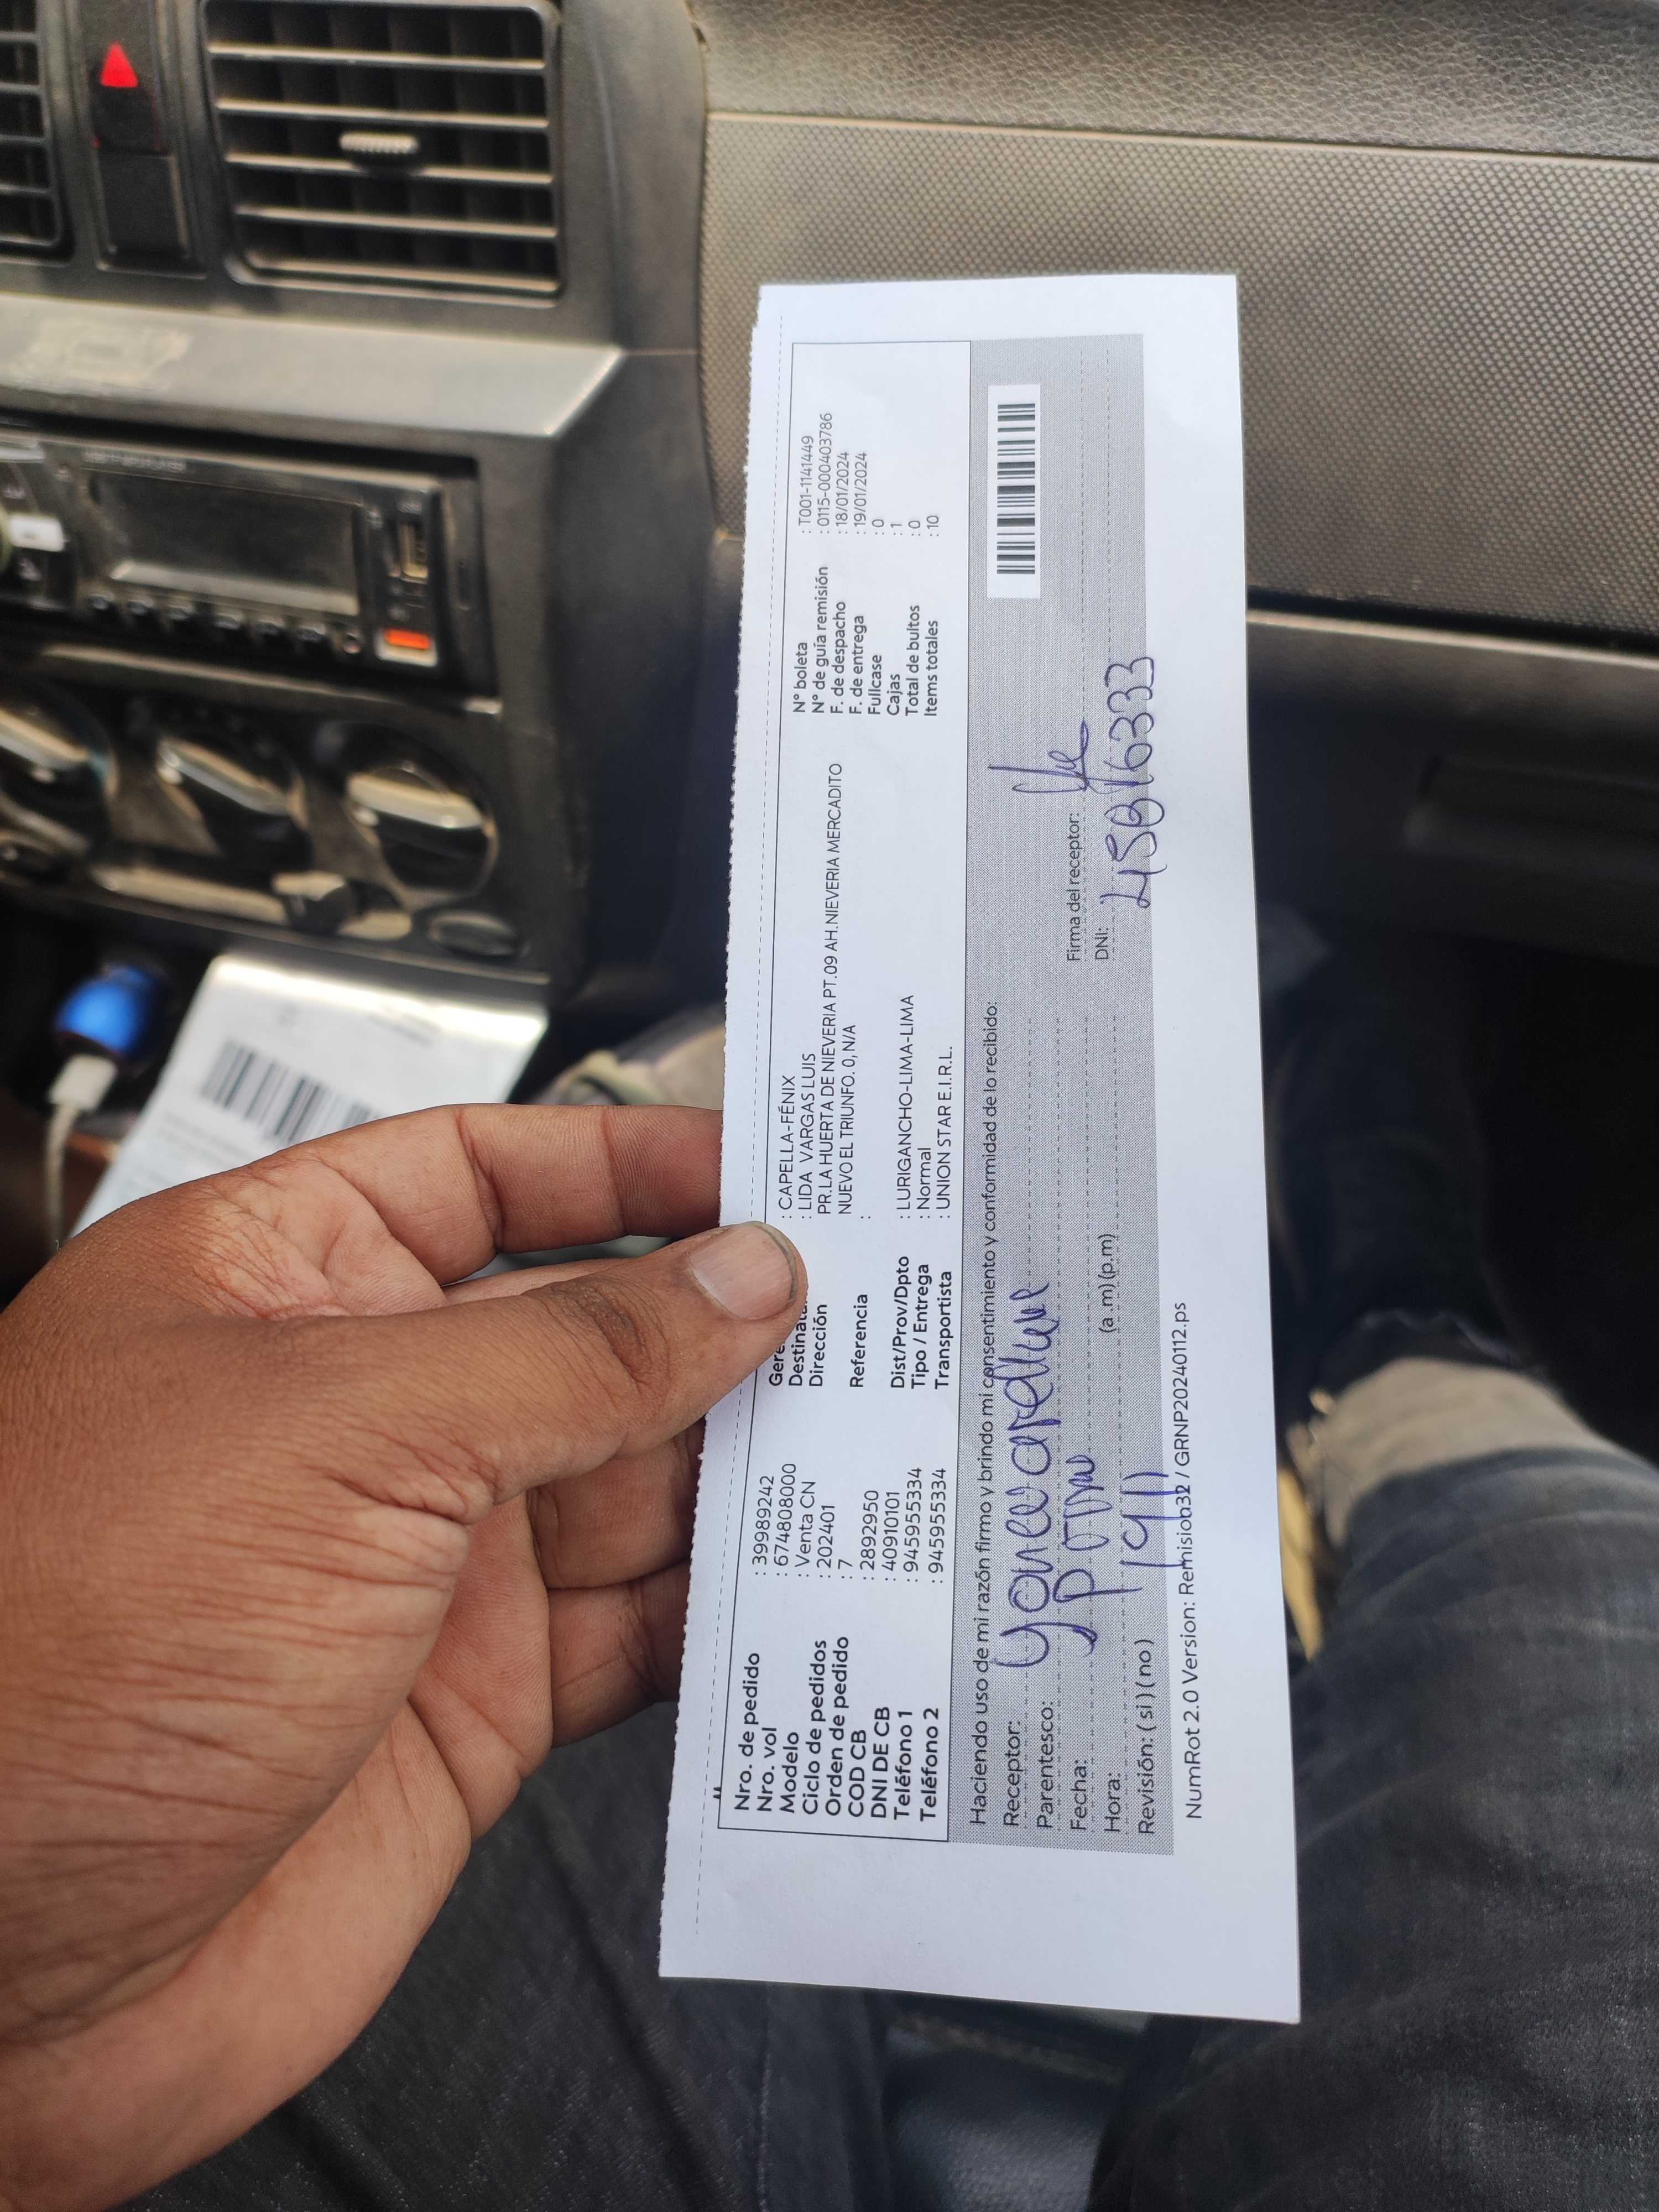 Nro. de pedido : 39989242
Nro. vol : 674808000
Modelo : Venta CN
Ciclo de pedidos : 202401
Orden de pedido : 7
COD CB : 2892950
DNI DE CB : 40910101
Teléfono 1 : 945955334
Teléfono 2 : 945955334
: CAPELLA-FÉNIX
: LIDA VARGAS LUIS
Dirección PR.LA HUERTA DE NIEVERIA PT.09 AH.NIEVERIA MERCADITO
NUEVO EL TRIUNFO. 0, N/A
Referencia :
Dist/Prov/Dpto : LURIGANCHO-LIMA-LIMA
Tipo / Entrega : Normal
Transportista : UNION STAR E.I.R.L.
N° boleta : T001-1141449
N° de guía remisión : 0115-000403786
F. de despacho : 18/01/2024
F. de entrega : 19/01/2024
Fullcase : 0
Cajas : 1
Total de bultos : 0
Items totales : 10
Haciendo uso de mi razón firmo y brindo mi consentimiento y conformidad de lo recibido:
Receptor:
Parentesco:
Fecha:
Hora: (a .m) (p.m)
Revisión: ( si ) ( no )
Firma del receptor:
DNI:
NumRot 2.0 Version: Remision32 / GRNP20240112.ps